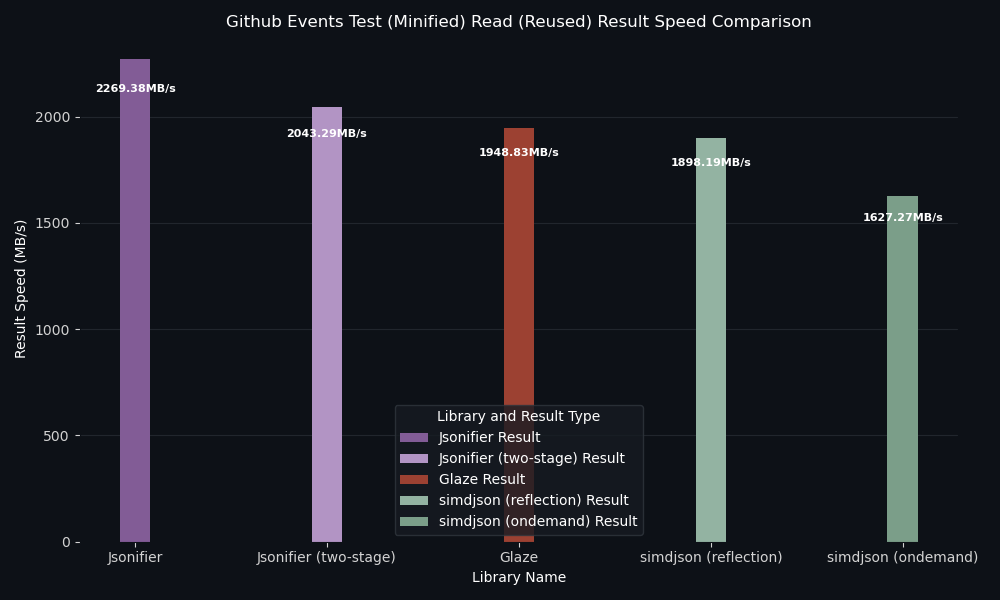 Github Events Test (Minified) Read (Reused) Result Speed Comparison
2269.38MB/s
2043.29MB/s
1948.83MB/s
1898.19MB/s
1627.27MB/s
2000
1500
1000
500
0
Result Speed (MB/s)
Library and Result Type
Jsonifier Result
Jsonifier (two-stage) Result
Glaze Result
simdjson (reflection) Result
simdjson (ondemand) Result
Jsonifier
Jsonifier (two-stage)
Glaze
simdjson (reflection)
simdjson (ondemand)
Library Name